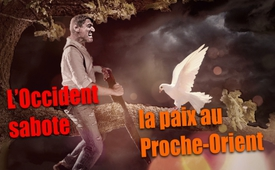 L'Occident
sabote
la paix au
Proche-Orient